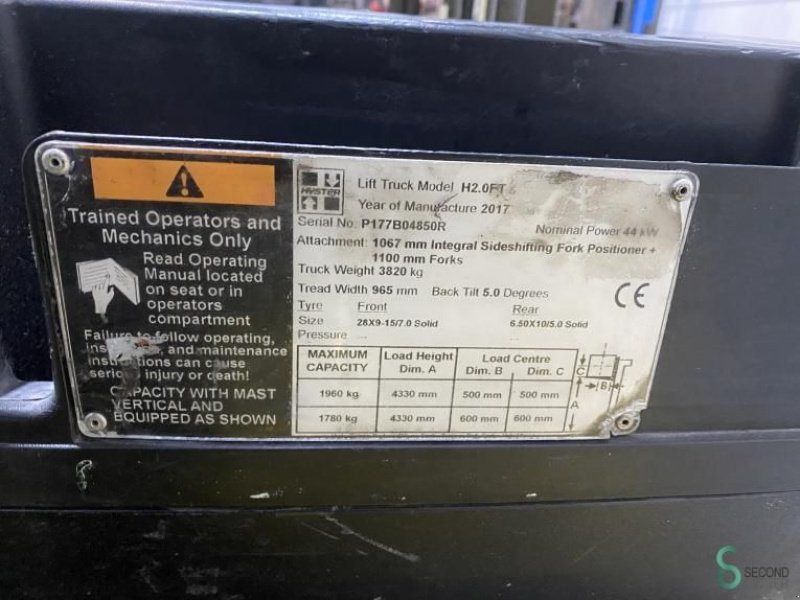 Trained Operators and
Mechanics Only
Read Operating
Manual located
on seat or in
operators
compartment
Failure to follow operating,
and maintenance
instructions can cause
serious injury or death!
CAPACITY WITH MAST
VERTICAL AND
EQUIPPED AS SHOWN
HYSTER
Lift Truck Model H2.0FT
Year of Manufacture 2017
Serial No. P177B04850R Nominal Power 44 kW
Attachment: 1067 mm Integral Sideshifting Fork Positioner +
1100 mm Forks
Truck Weight 3820 kg
Tread Width 965 mm Back Tilt 5.0 Degrees
CE
Tyre Front Rear
Size 28X9-15/7.0 Solid 6.50X10/5.0 Solid
Pressure ... ...
MAXIMUM CAPACITY Load Height Dim. A Load Centre Dim. B Dim. C
1960 kg 4330 mm 500 mm 500 mm
1780 kg 4330 mm 600 mm 600 mm
C
B
A
SECOND